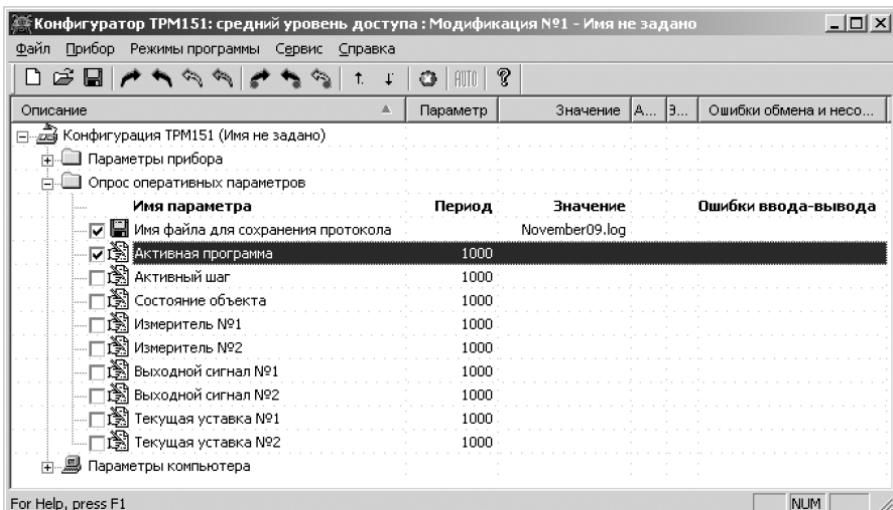 Конфигуратор ТРМ151: средний уровень доступа : Модификация №1 - Имя не задано
Файл Прибор Режимы программы Сервис Справка
AUTO
Описание Параметр Значение А... З... Ошибки обмена и несо...
Конфигурация ТРМ151 (Имя не задано)
Параметры прибора
Опрос оперативных параметров
Имя параметра Период Значение Ошибки ввода-вывода
Имя файла для сохранения протокола November09.log
Активная программа 1000
Активный шаг 1000
Состояние объекта 1000
Измеритель №1 1000
Измеритель №2 1000
Выходной сигнал №1 1000
Выходной сигнал №2 1000
Текущая уставка №1 1000
Текущая уставка №2 1000
Параметры компьютера
For Help, press F1 NUM